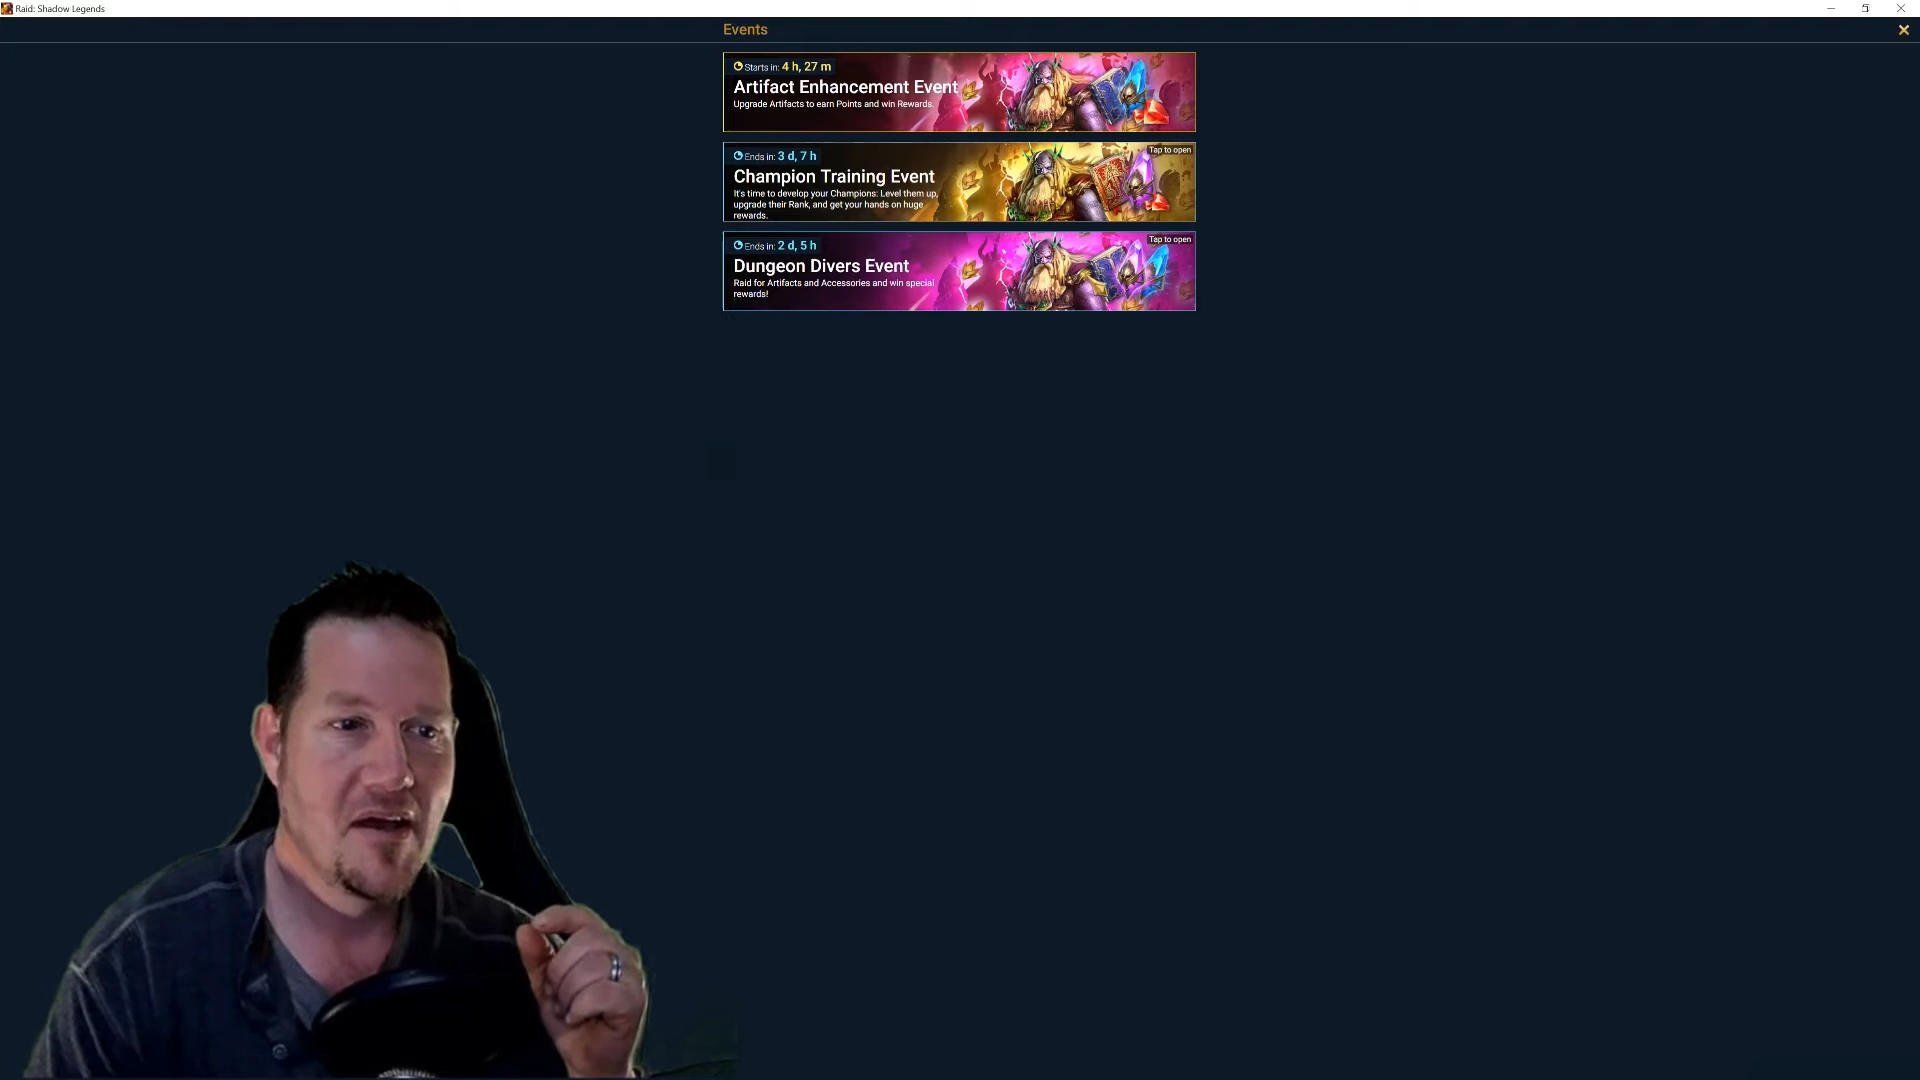 Raid: Shadow Legends
Events
Starts in: 4 h, 27 m
Artifact Enhancement Event
Upgrade Artifacts to earn Points and win Rewards.
Ends in: 3 d, 7 h
Tap to open
Champion Training Event
It's time to develop your Champions: Level them up,
upgrade their Rank, and get your hands on huge
rewards.
Ends in: 2 d, 5 h
Tap to open
Dungeon Divers Event
Raid for Artifacts and Accessories and win special
rewards!